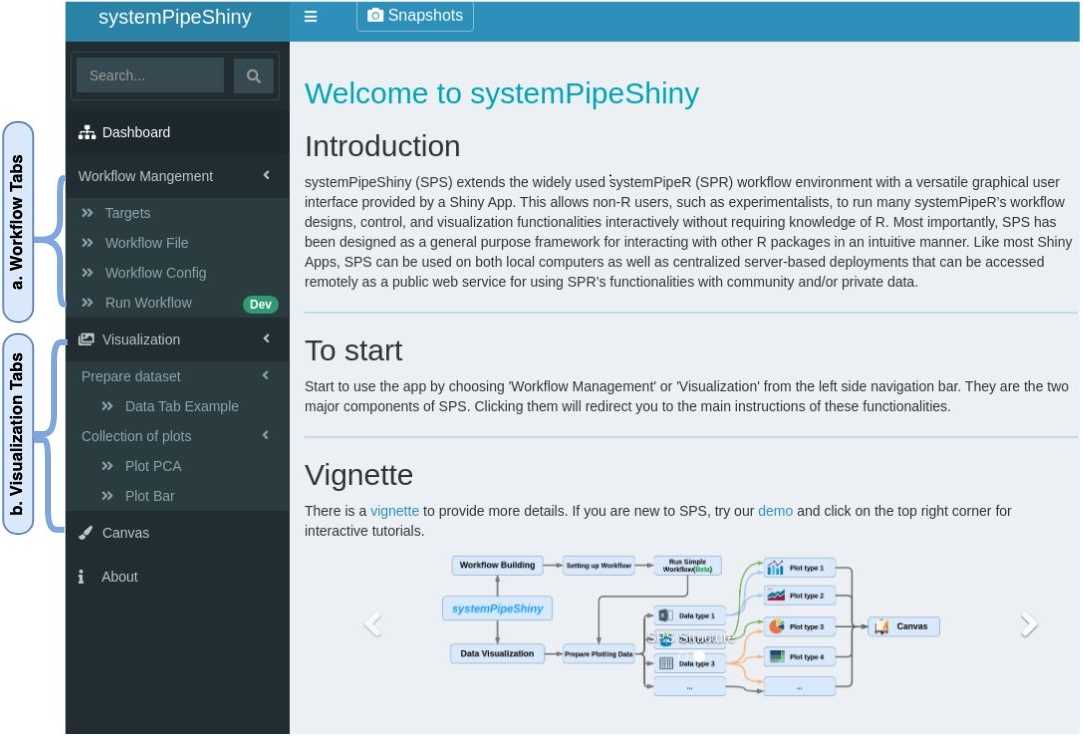 systemPipeShiny
Snapshots
a. Workflow Tabs
b. Visualization Tabs
Search...
Dashboard
Workflow Mangement
Targets
Workflow File
Workflow Config
Run Workflow Dev
Visualization
Prepare dataset
Data Tab Example
Collection of plots
Plot PCA
Plot Bar
Canvas
About
Welcome to systemPipeShiny
Introduction
systemPipeShiny (SPS) extends the widely used systemPipeR (SPR) workflow environment with a versatile graphical user
interface provided by a Shiny App. This allows non-R users, such as experimentalists, to run many systemPipeR's workflow
designs, control, and visualization functionalities interactively without requiring knowledge of R. Most importantly, SPS has
been designed as a general purpose framework for interacting with other R packages in an intuitive manner. Like most Shiny
Apps, SPS can be used on both local computers as well as centralized server-based deployments that can be accessed
remotely as a public web service for using SPR's functionalities with community and/or private data.
To start
Start to use the app by choosing 'Workflow Management' or 'Visualization' from the left side navigation bar. They are the two
major components of SPS. Clicking them will redirect you to the main instructions of these functionalities.
Vignette
There is a vignette to provide more details. If you are new to SPS, try our demo and click on the top right corner for
interactive tutorials.
Workflow Building
Setting up Workflow
Run Simple
Workflow(Beta)
systemPipeShiny
Data Visualization
Prepare Plotting Data
Data type 1
SPS Structure
Data type 3
...
Plot type 1
Plot type 2
Plot type 3
Plot type 4
...
Canvas